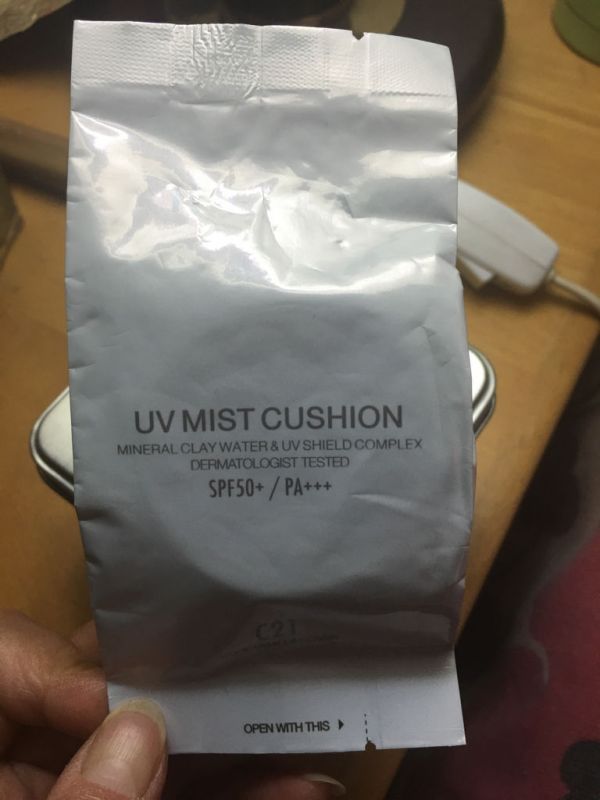 UV MIST CUSHION
MINERAL CLAY WATER & UV SHIELD COMPLEX
DERMATOLOGIST TESTED
SPF50+ / PA+++
C21
OPEN WITH THIS